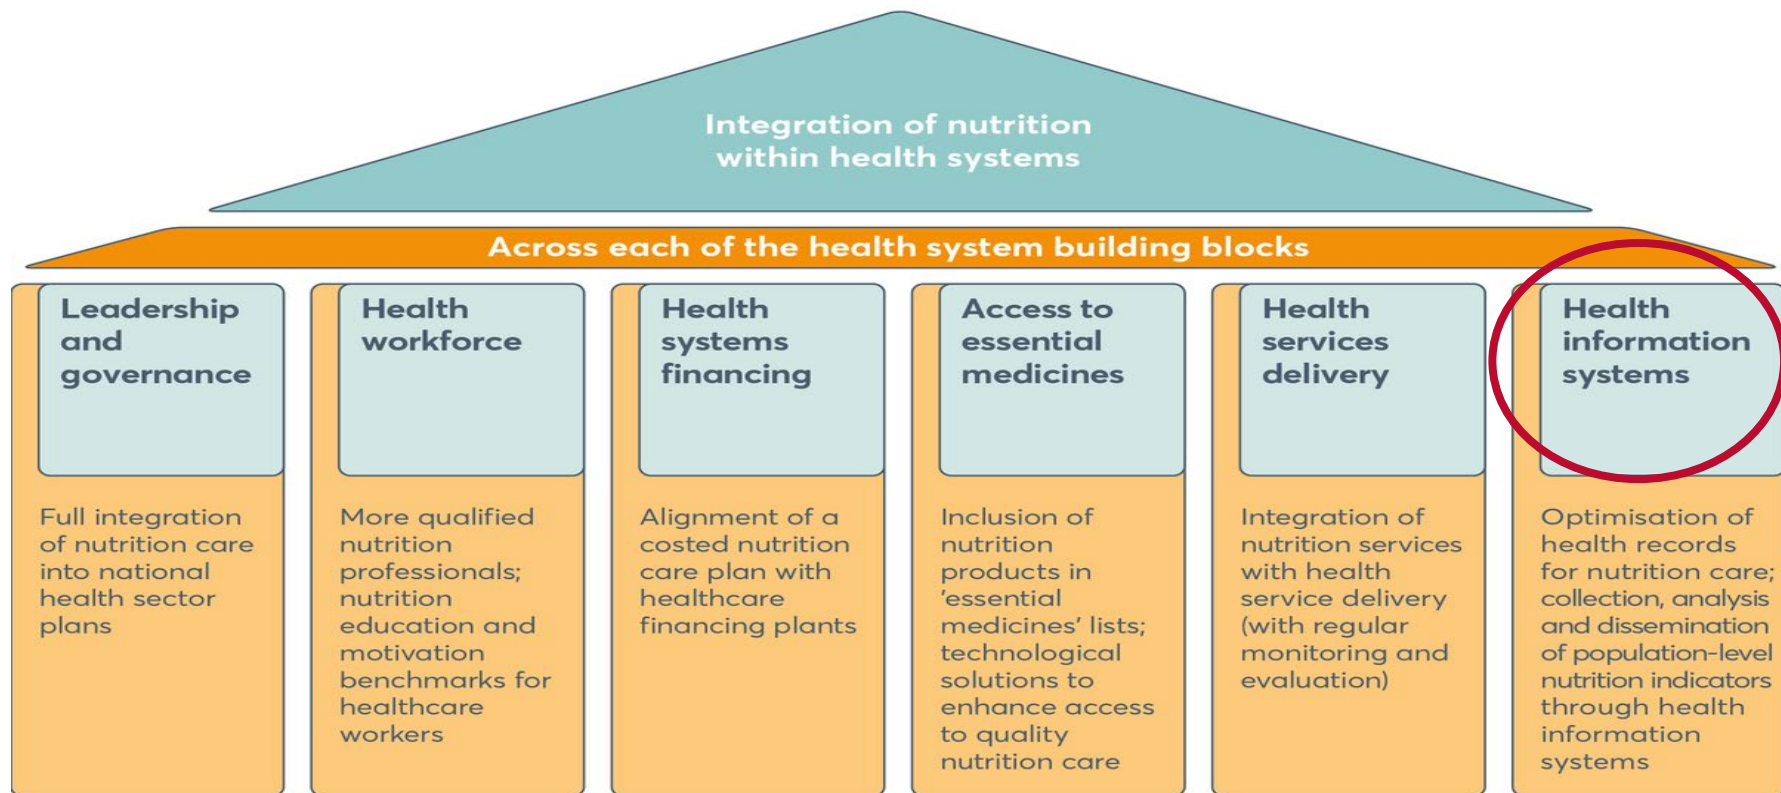 Integration of nutrition
within health systems
Across each of the health system building blocks
Leadership
and
governance
Full integration
of nutrition care
into national
health sector
plans
Health
workforce
More qualified
nutrition
professionals;
nutrition
education and
motivation
benchmarks for
healthcare
workers
Health
systems
financing
Alignment of a
costed nutrition
care plan with
healthcare
financing plants
Access to
essential
medicines
Inclusion of
nutrition
products in
'essential
medicines' lists;
technological
solutions to
enhance access
to quality
nutrition care
Health
services
delivery
Integration of
nutrition services
with health
service delivery
(with regular
monitoring and
evaluation)
Health
information
systems
Optimisation of
health records
for nutrition care;
collection, analysis
and dissemination
of population-level
nutrition indicators
through health
information
systems